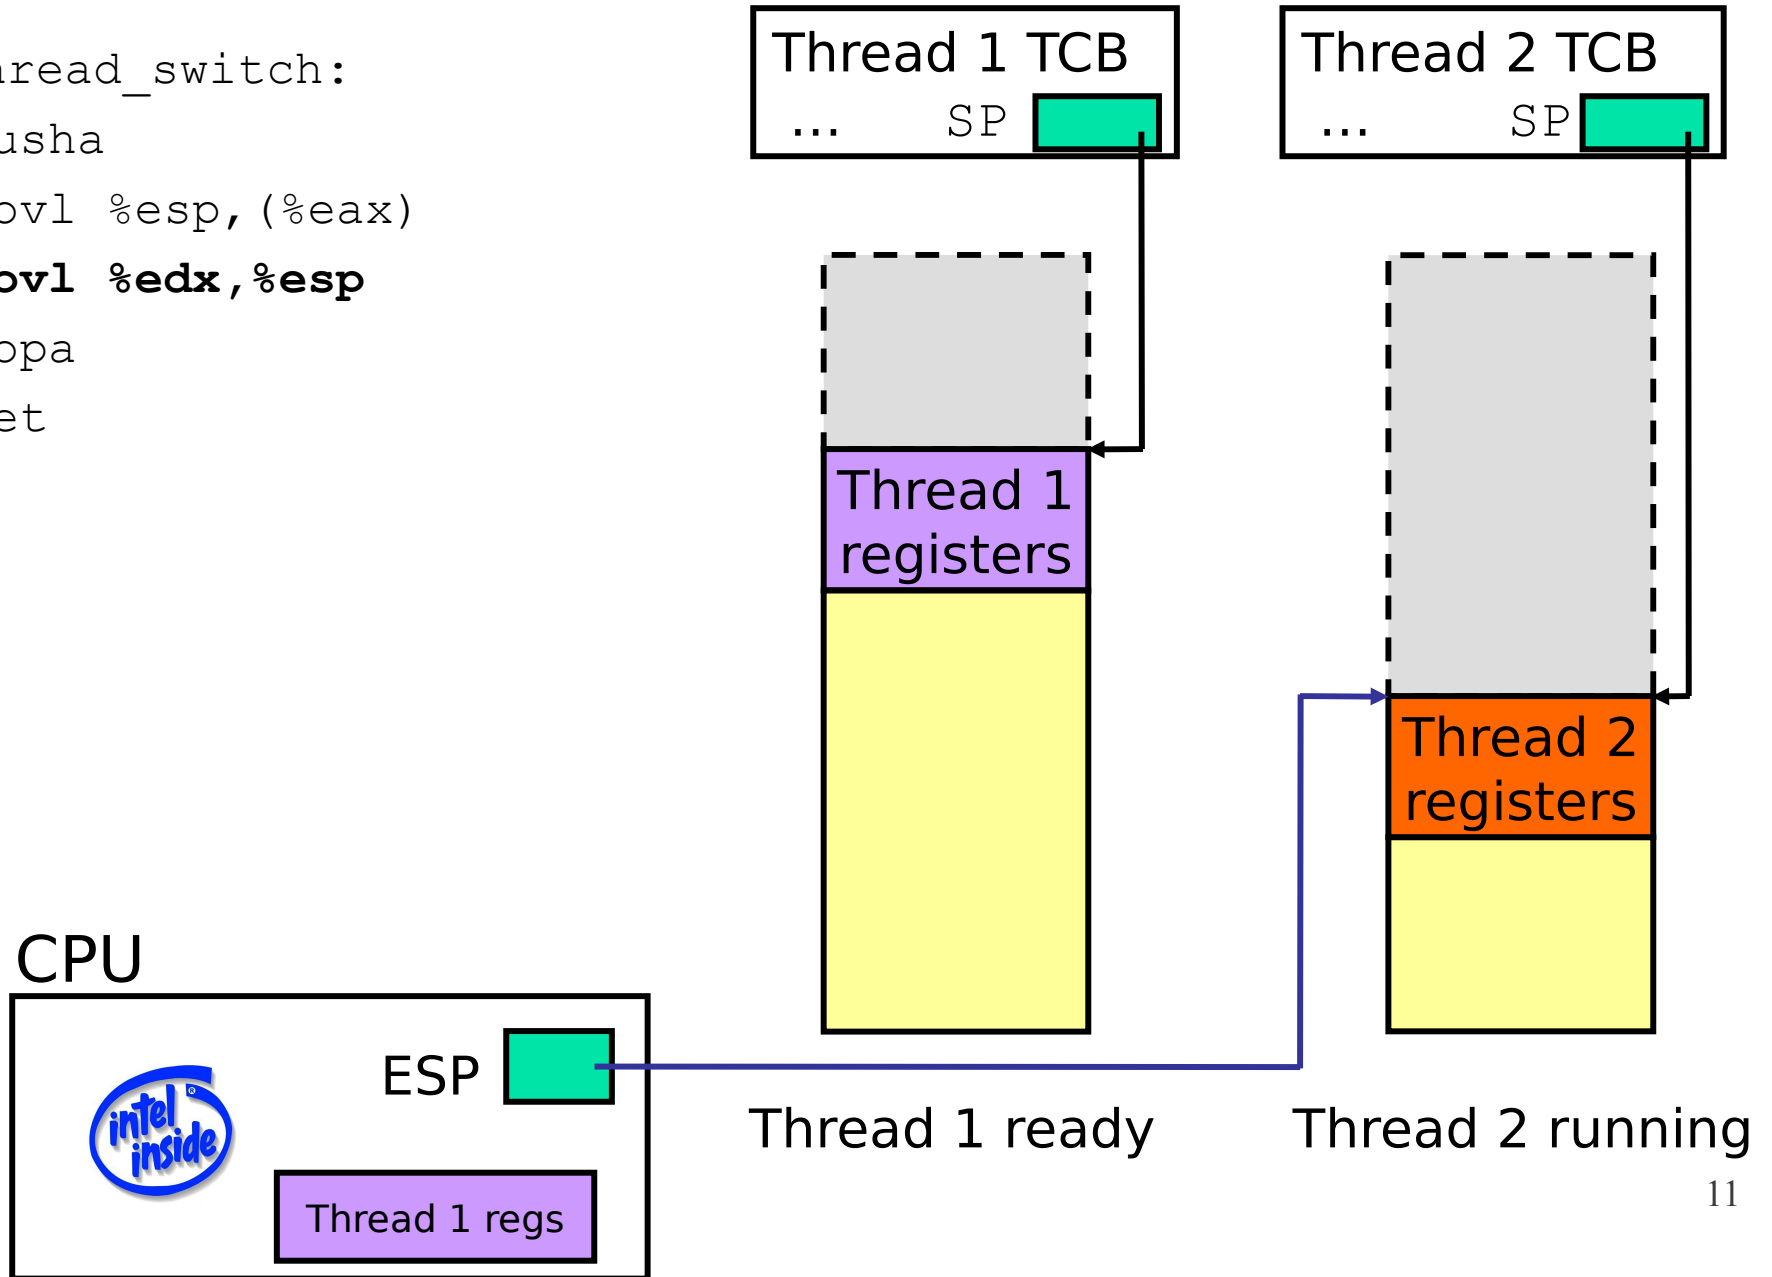 read_switch:
usha
ovl %esp,(%eax)
ovl %edx,%esp
opa
et
Thread 1 TCB
... SP
Thread 2 TCB
... SP
Thread 1
registers
Thread 2
registers
CPU
ESP
intel
inside
®
Thread 1 regs
Thread 1 ready
Thread 2 running
11